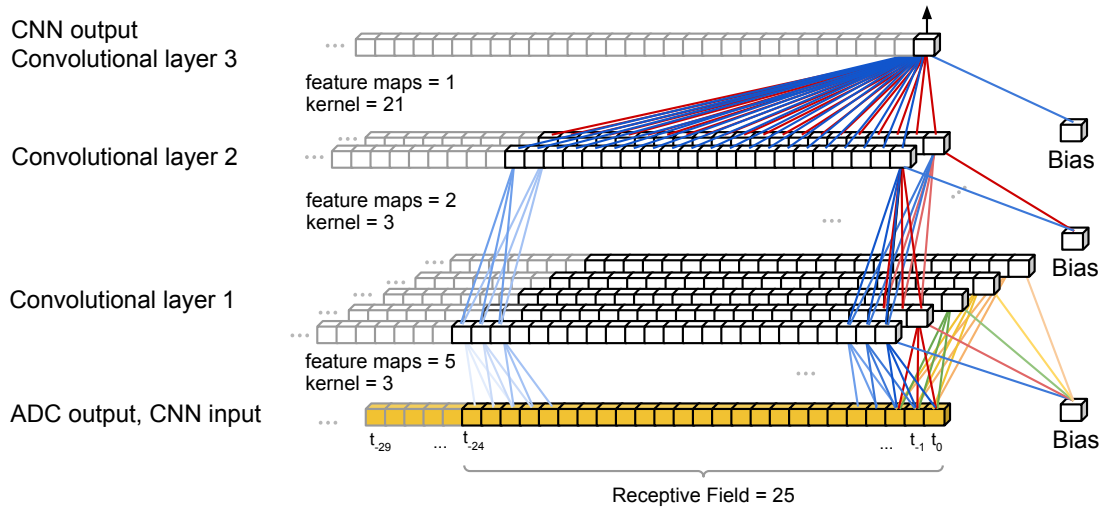 CNN output
Convolutional layer 3
feature maps = 1
kernel = 21
Convolutional layer 2
Bias
feature maps = 2
kernel = 3
Bias
Convolutional layer 1
feature maps = 5
kernel = 3
ADC output, CNN input
Bias
t-29 ... t-24 ... t-1 t0
Receptive Field = 25